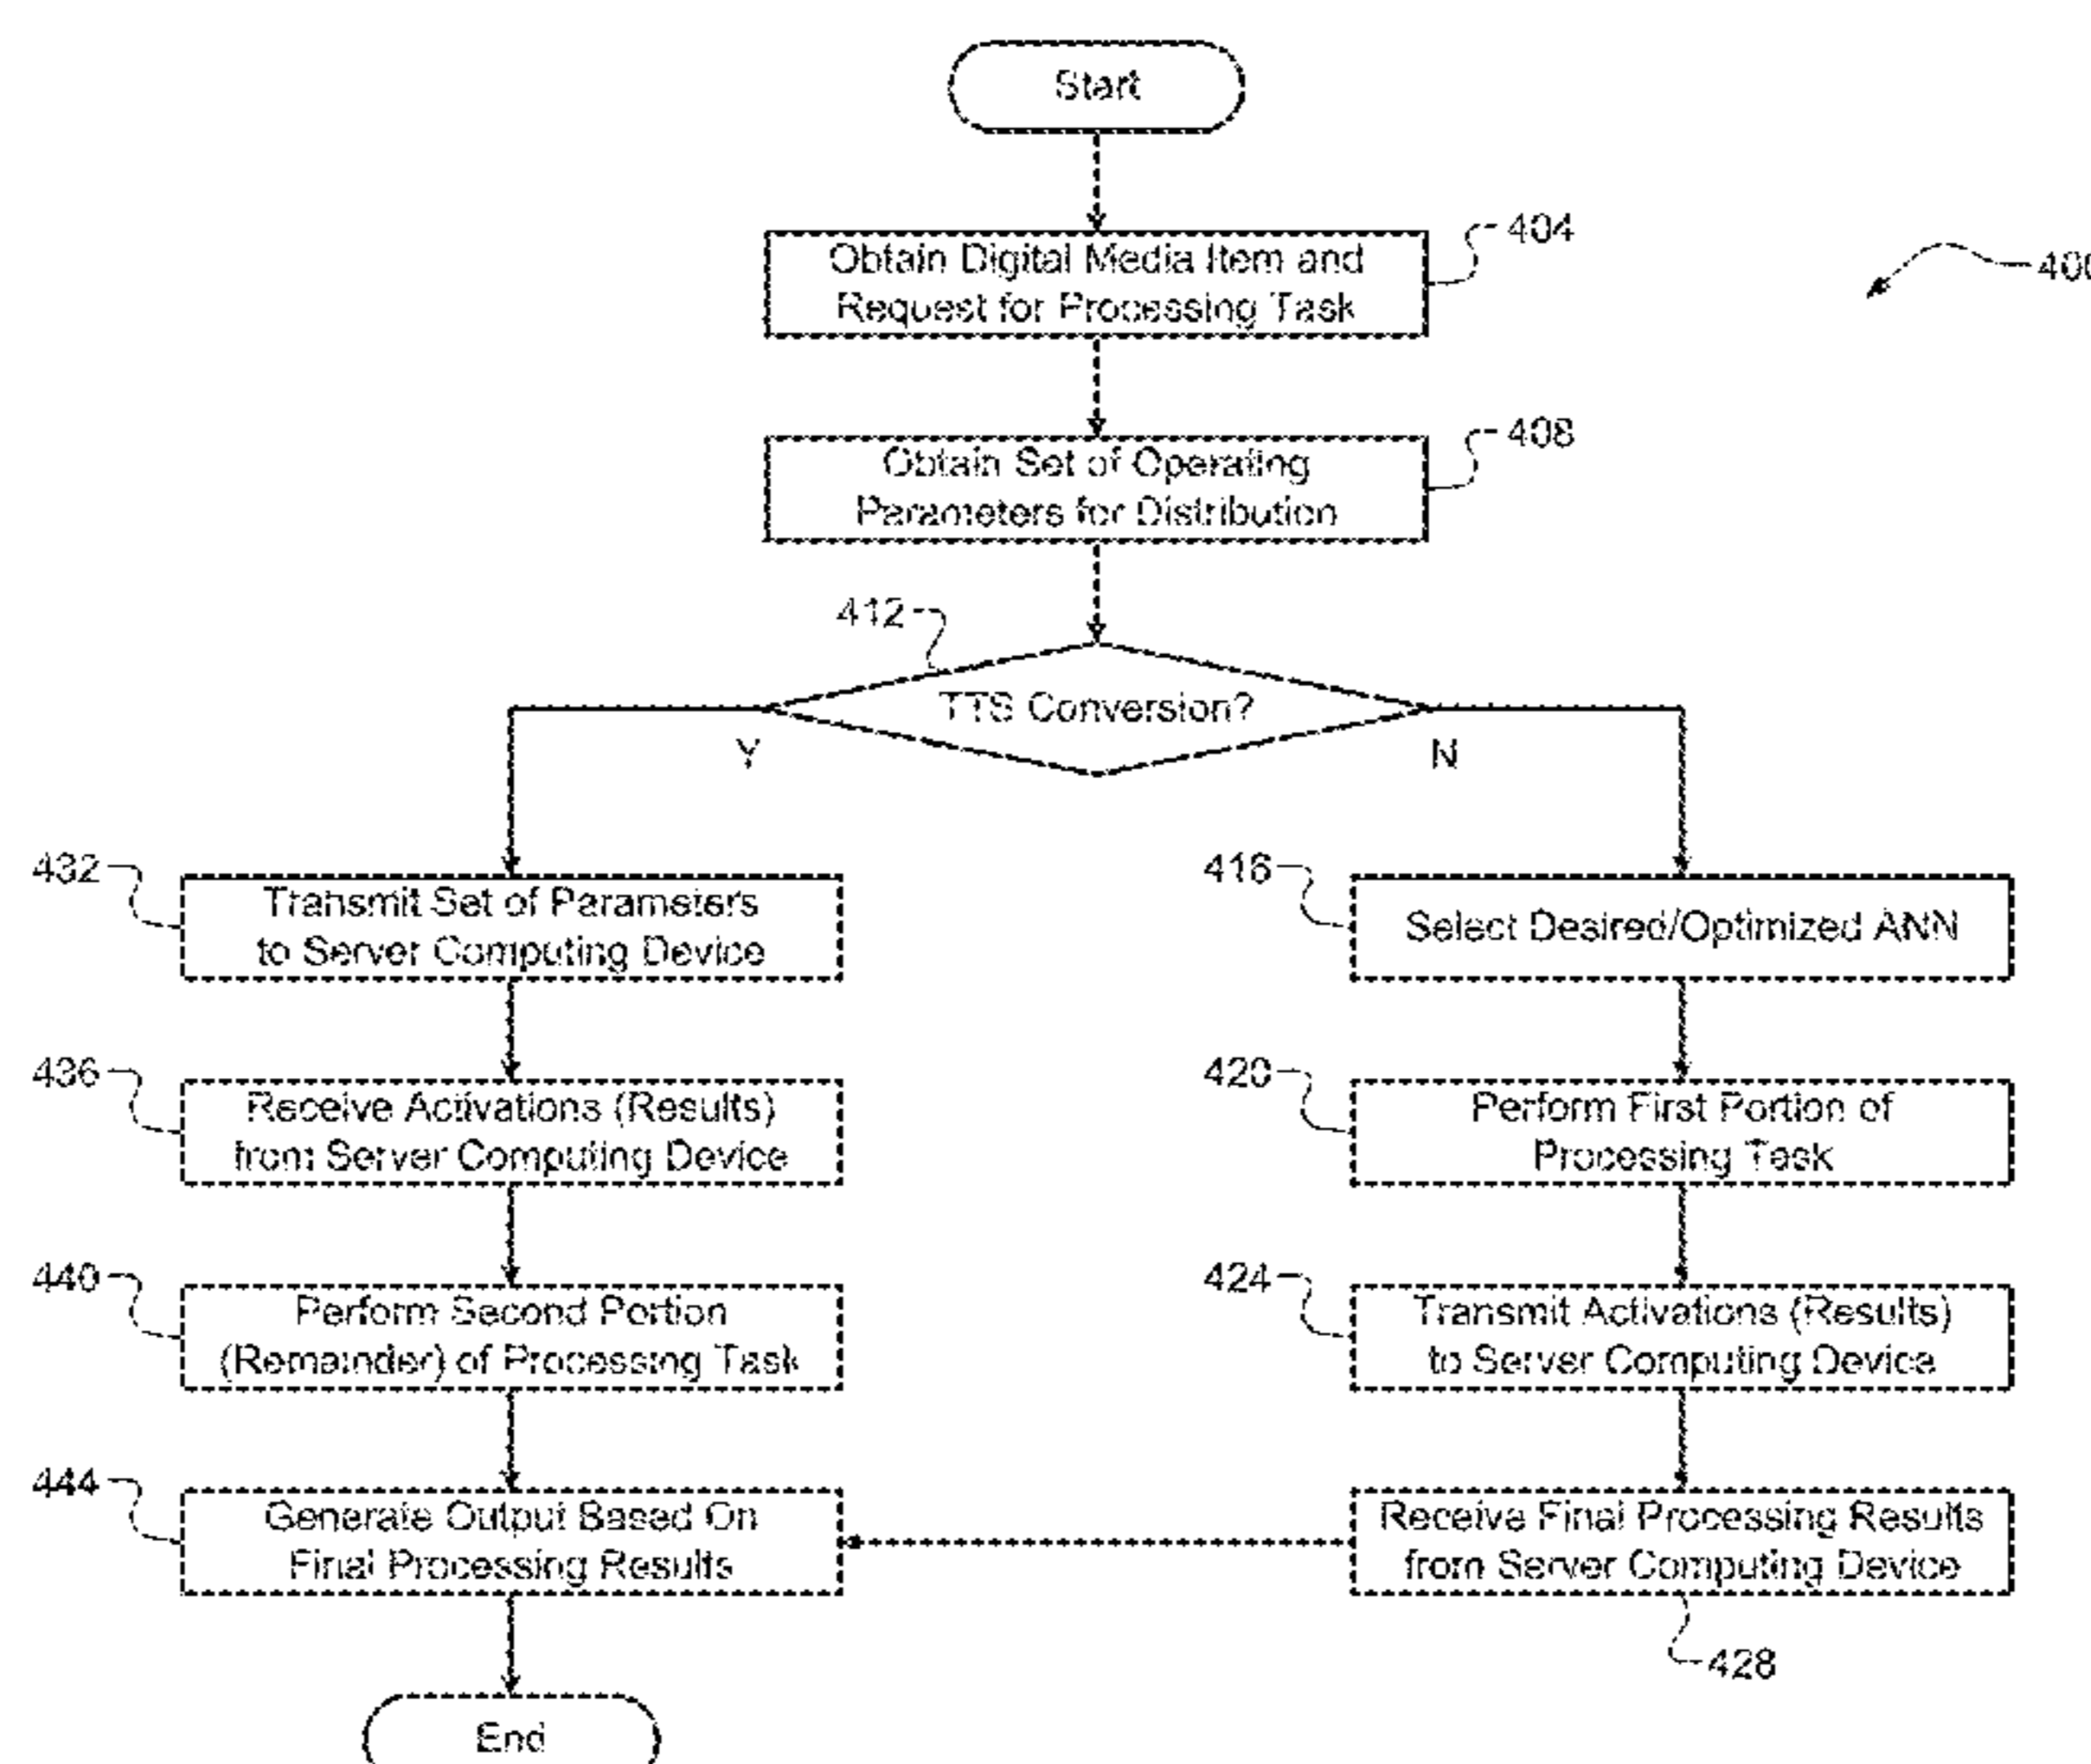 Start
Obtain Digital Media Item and
Request for Processing Task
404
400
Obtain Set of Operating
Parameters for Distribution
408
412
TTS Conversion?
Y
N
432
Transmit Set of Parameters
to Server Computing Device
416
Select Desired/Optimized ANN
436
Receive Activations (Results)
from Server Computing Device
420
Perform First Portion of
Processing Task
440
Perform Second Portion
(Remainder) of Processing Task
424
Transmit Activations (Results)
to Server Computing Device
444
Generate Output Based On
Final Processing Results
Receive Final Processing Results
from Server Computing Device
428
End